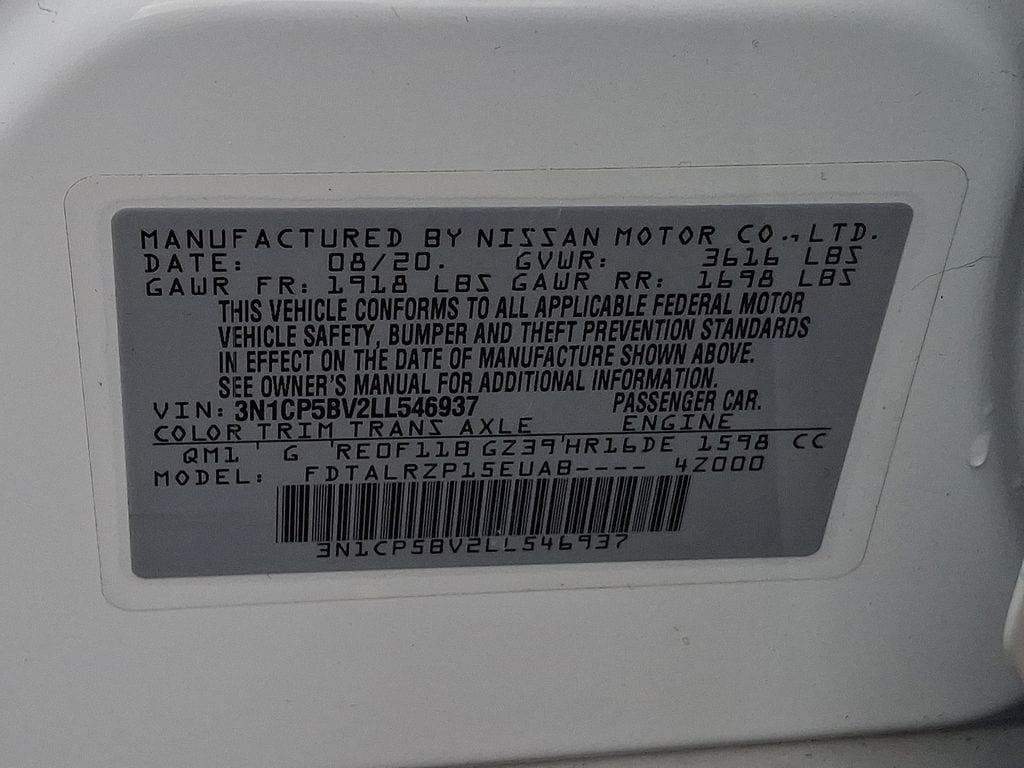 MANUFACTURED BY NISSAN MOTOR CO., LTD.
DATE: 08/20. GVWR: 3616 LBS
GAWR FR: 1918 LBS GAWR RR: 1698 LBS
THIS VEHICLE CONFORMS TO ALL APPLICABLE FEDERAL MOTOR
VEHICLE SAFETY, BUMPER AND THEFT PREVENTION STANDARDS
IN EFFECT ON THE DATE OF MANUFACTURE SHOWN ABOVE.
SEE OWNER'S MANUAL FOR ADDITIONAL INFORMATION.
VIN: 3N1CP5BV2LL546937 PASSENGER CAR.
COLOR TRIM TRANS AXLE ENGINE
QM1 ' G 'RE0F11B GZ39'HR16DE 1598 CC
MODEL: FDTALRZP15EUAB---- 4Z000
3N1CP5BV2LL546937